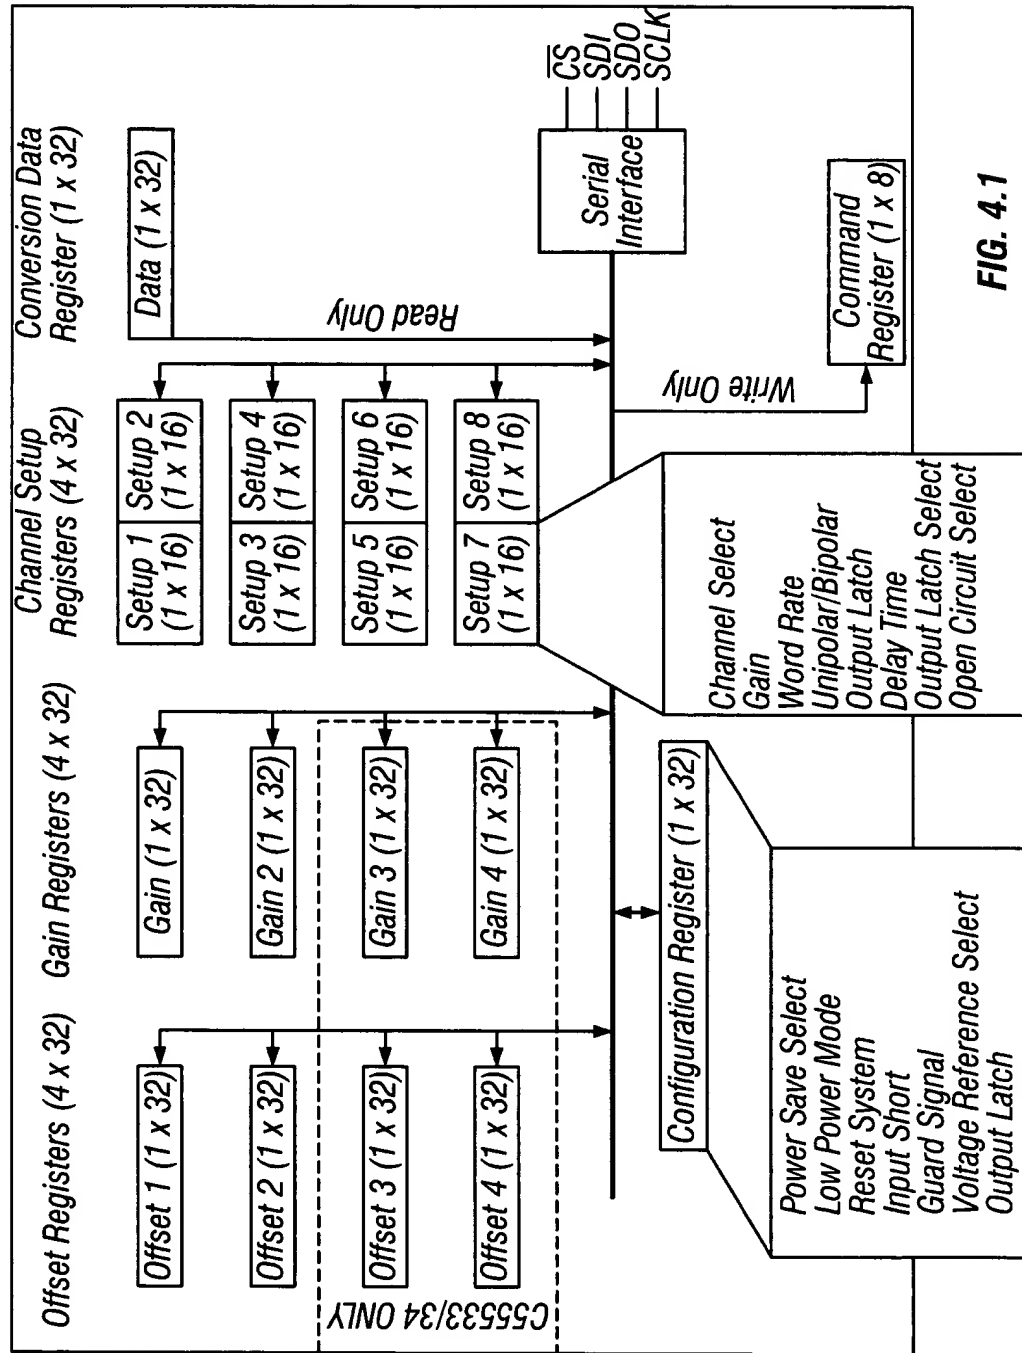 Offset Registers (4 x 32)
Gain Registers (4 x 32)
Channel Setup
Registers (4 x 32)
Conversion Data
Register (1 x 32)
Offset 1 (1 x 32)
Gain (1 x 32)
Setup 1
(1 x 16)
Setup 2
(1 x 16)
Data (1 x 32)
Offset 2 (1 x 32)
Gain 2 (1 x 32)
Setup 3
(1 x 16)
Setup 4
(1 x 16)
Offset 3 (1 x 32)
Gain 3 (1 x 32)
Setup 5
(1 x 16)
Setup 6
(1 x 16)
Offset 4 (1 x 32)
Gain 4 (1 x 32)
Setup 7
(1 x 16)
Setup 8
(1 x 16)
C55533/34 ONLY
Read Only
Serial
Interface
C̅S̅
SDI
SDO
SCLK
Write Only
Command
Register (1 x 8)
Configuration Register (1 x 32)
Power Save Select
Low Power Mode
Reset System
Input Short
Guard Signal
Voltage Reference Select
Output Latch
Channel Select
Gain
Word Rate
Unipolar/Bipolar
Output Latch
Delay Time
Output Latch Select
Open Circuit Select
FIG. 4.1